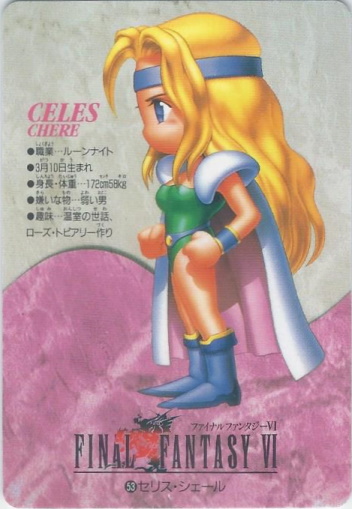 CELES
CHERE
●職業…ルーンナイト
●3月10日生まれ
●身長・体重…172cm58kg
●嫌いな物…弱い男
●趣味…温室の世話、
ローズ・トピアリー作り
ファイナルファンタジーVI
FINAL FANTASY VI
53 セリス・シェール